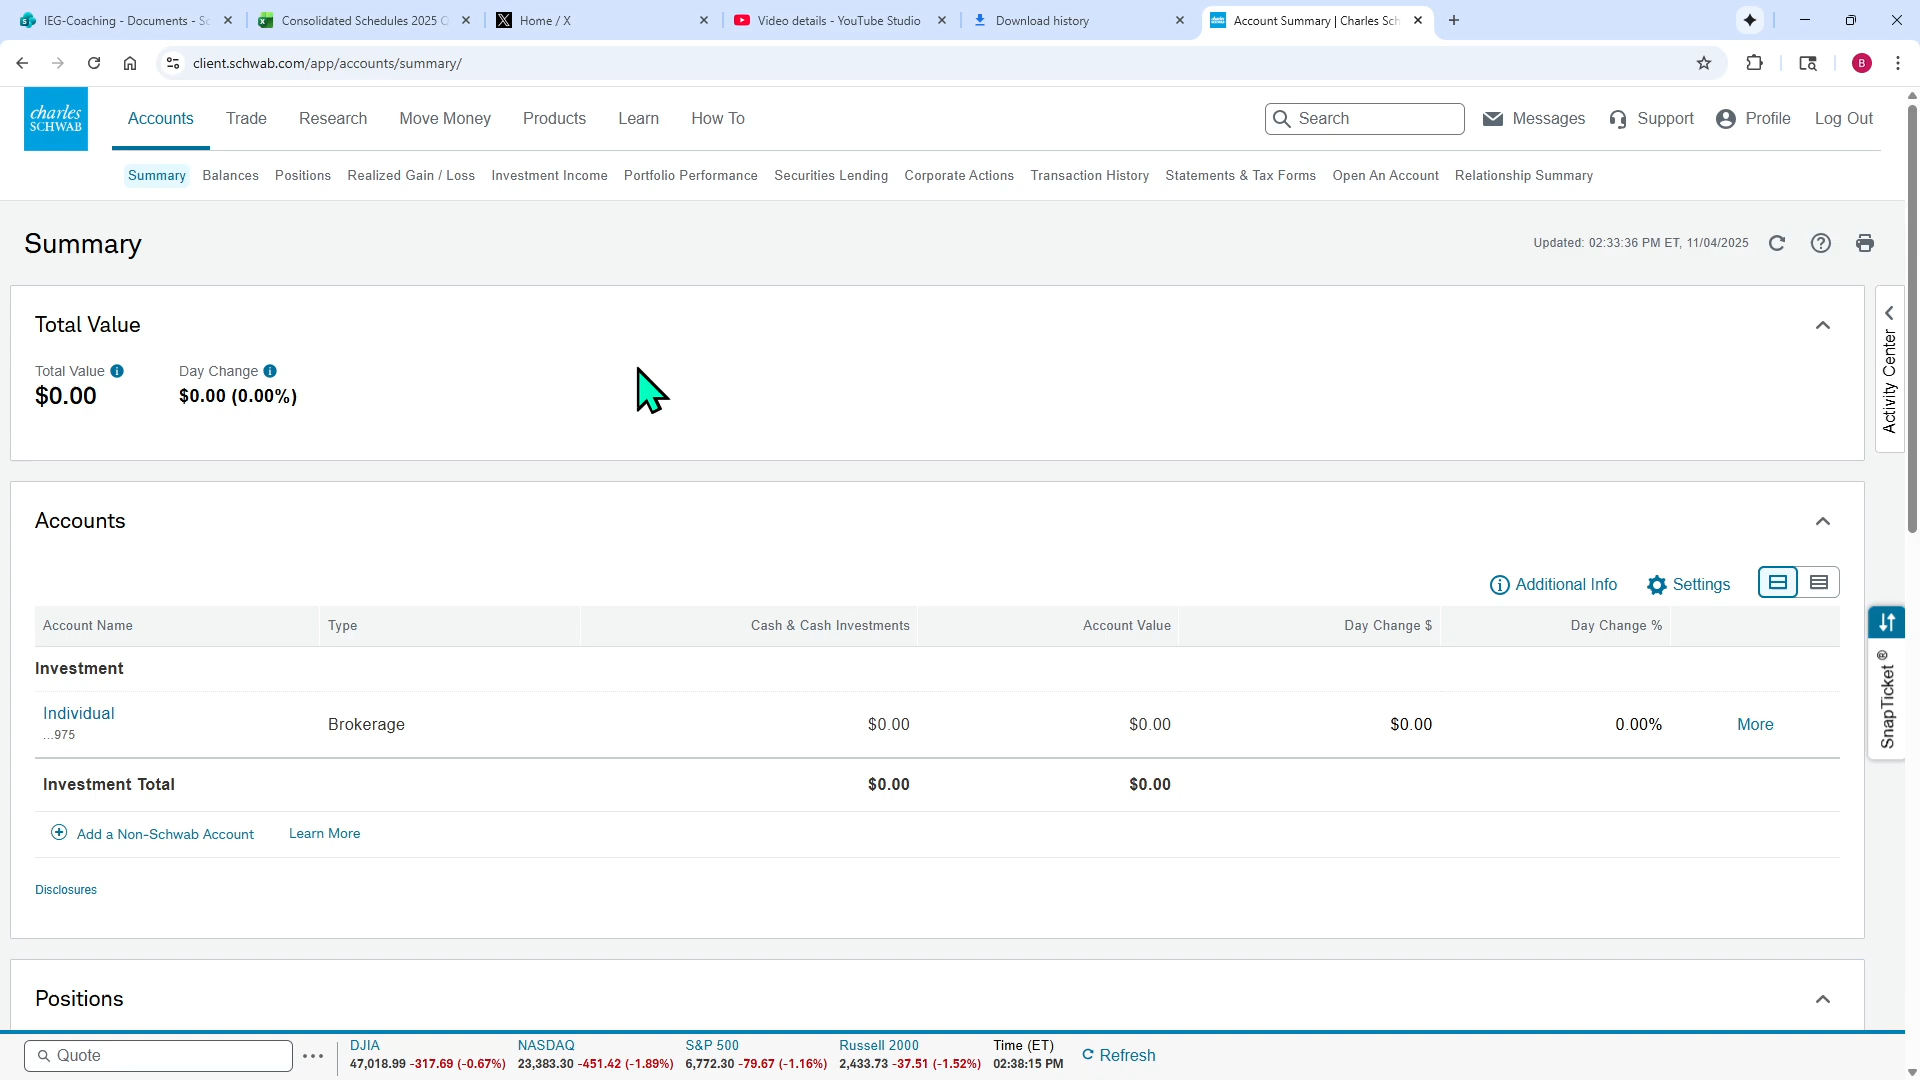 IEG-Coaching - Documents - Sc
Consolidated Schedules 2025 O
Home / X
Video details - YouTube Studio
Download history
Account Summary | Charles Sch
client.schwab.com/app/accounts/summary/
B
charles
SCHWAB
Accounts
Trade
Research
Move Money
Products
Learn
How To
Search
Messages
Support
Profile
Log Out
Summary
Balances
Positions
Realized Gain / Loss
Investment Income
Portfolio Performance
Securities Lending
Corporate Actions
Transaction History
Statements & Tax Forms
Open An Account
Relationship Summary
Summary
Updated: 02:33:36 PM ET, 11/04/2025
Activity Center
Total Value
Total Value
Day Change
$0.00
$0.00 (0.00%)
Accounts
Additional Info
Settings
Account Name
Type
Cash & Cash Investments
Account Value
Day Change $
Day Change %
Investment
Individual
...975
Brokerage
$0.00
$0.00
$0.00
0.00%
More
SnapTicket®
Investment Total
$0.00
$0.00
Add a Non-Schwab Account
Learn More
Disclosures
Positions
Quote
DJIA
47,018.99 -317.69 (-0.67%)
NASDAQ
23,383.30 -451.42 (-1.89%)
S&P 500
6,772.30 -79.67 (-1.16%)
Russell 2000
2,433.73 -37.51 (-1.52%)
Time (ET)
02:38:15 PM
Refresh